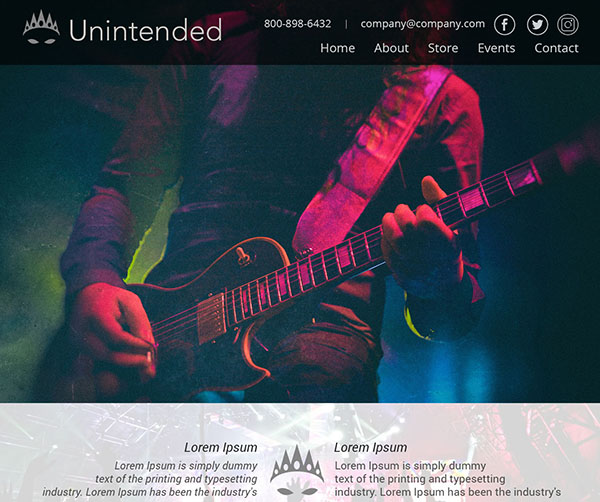 Unintended
800-898-6432 | company@company.com
Home About Store Events Contact
Lorem Ipsum
Lorem Ipsum is simply dummy
text of the printing and typesetting
industry. Lorem Ipsum has been the industry's
Lorem Ipsum
Lorem Ipsum is simply dummy
text of the printing and typesetting
industry. Lorem Ipsum has been the industry's